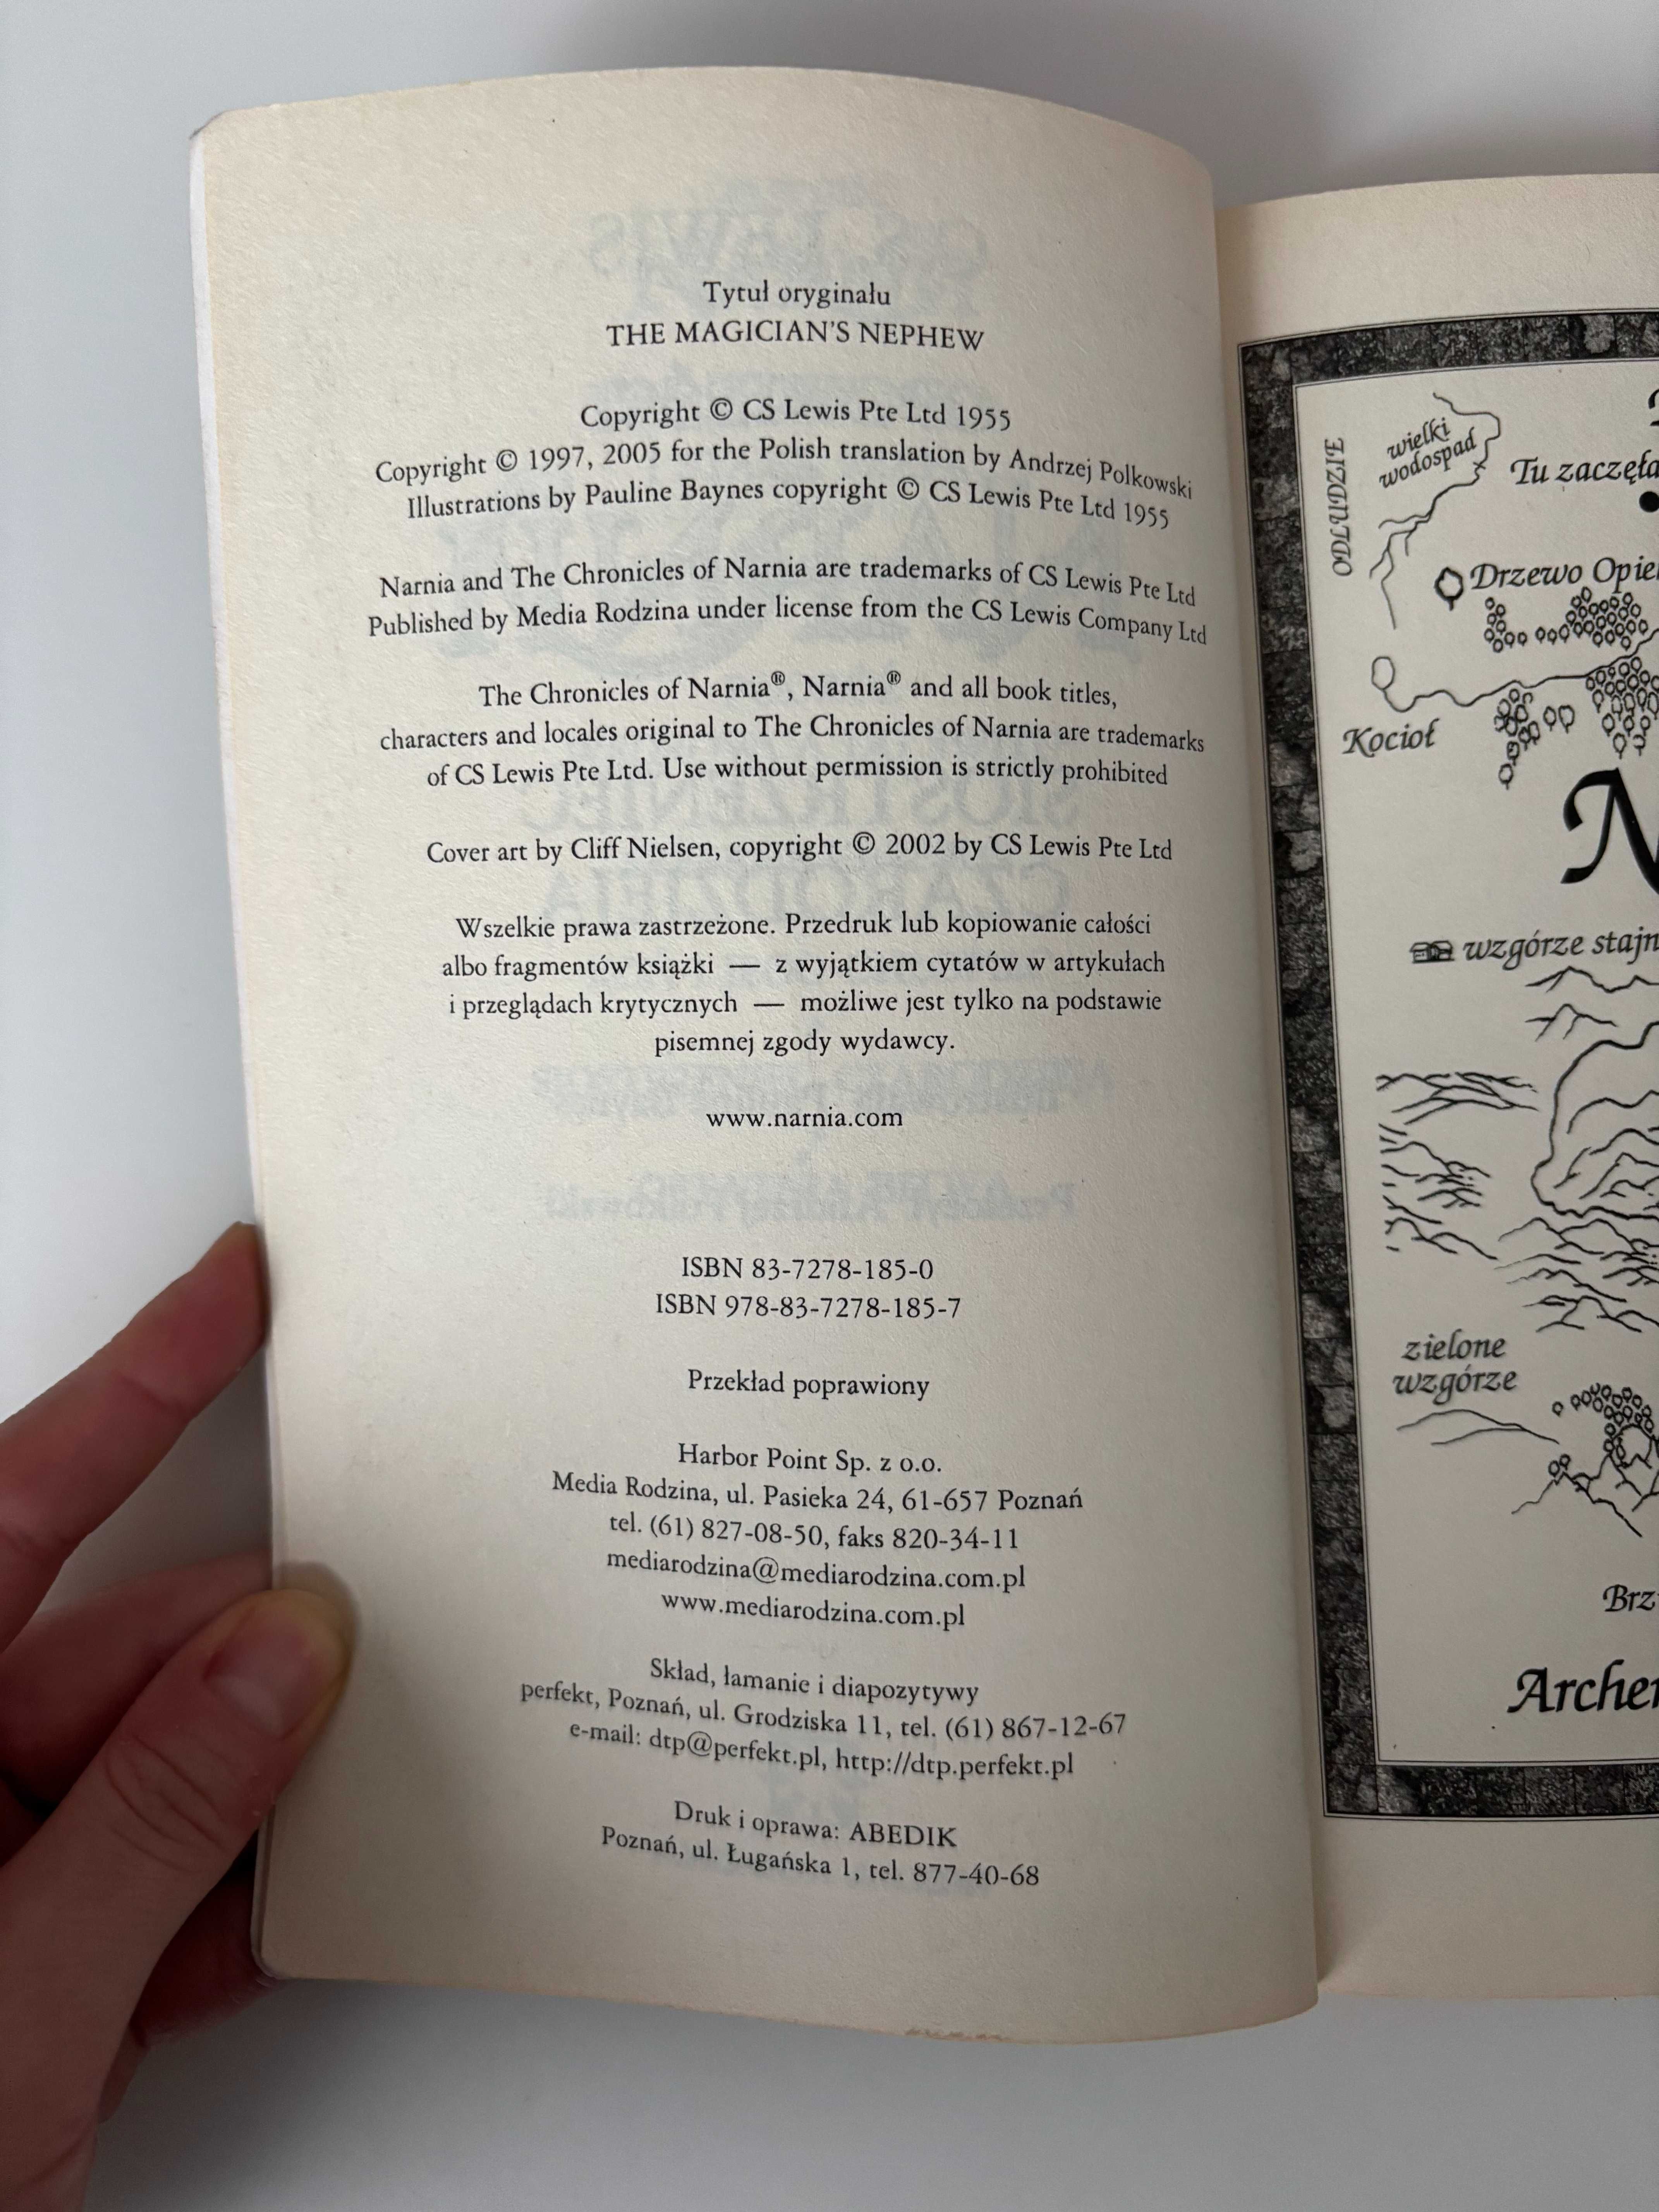 Tytuł oryginału
THE MAGICIAN'S NEPHEW
Copyright © CS Lewis Pte Ltd 1955
Copyright © 1997, 2005 for the Polish translation by Andrzej Polkowski
Illustrations by Pauline Baynes copyright © CS Lewis Pte Ltd 1955
Narnia and The Chronicles of Narnia are trademarks of CS Lewis Pte Ltd
Published by Media Rodzina under license from the CS Lewis Company Ltd
The Chronicles of Narnia®, Narnia® and all book titles,
characters and locales original to The Chronicles of Narnia are trademarks
of CS Lewis Pte Ltd. Use without permission is strictly prohibited
Cover art by Cliff Nielsen, copyright © 2002 by CS Lewis Pte Ltd
Wszelkie prawa zastrzeżone. Przedruk lub kopiowanie całości
albo fragmentów książki — z wyjątkiem cytatów w artykułach
i przeglądach krytycznych — możliwe jest tylko na podstawie
pisemnej zgody wydawcy.
www.narnia.com
ISBN 83-7278-185-0
ISBN 978-83-7278-185-7
Przekład poprawiony
Harbor Point Sp. z o.o.
Media Rodzina, ul. Pasieka 24, 61-657 Poznań
tel. (61) 827-08-50, faks 820-34-11
mediarodzina@mediarodzina.com.pl
www.mediarodzina.com.pl
Skład, łamanie i diapozytywy
perfekt, Poznań, ul. Grodziska 11, tel. (61) 867-12-67
e-mail: dtp@perfekt.pl, http://dtp.perfekt.pl
Druk i oprawa: ABEDIK
Poznań, ul. Ługańska 1, tel. 877-40-68
ODLUDZIE
wielki
wodospad
Tu zaczęła
Drzewo
Kocioł
wzgórze
zielone
wzgórze